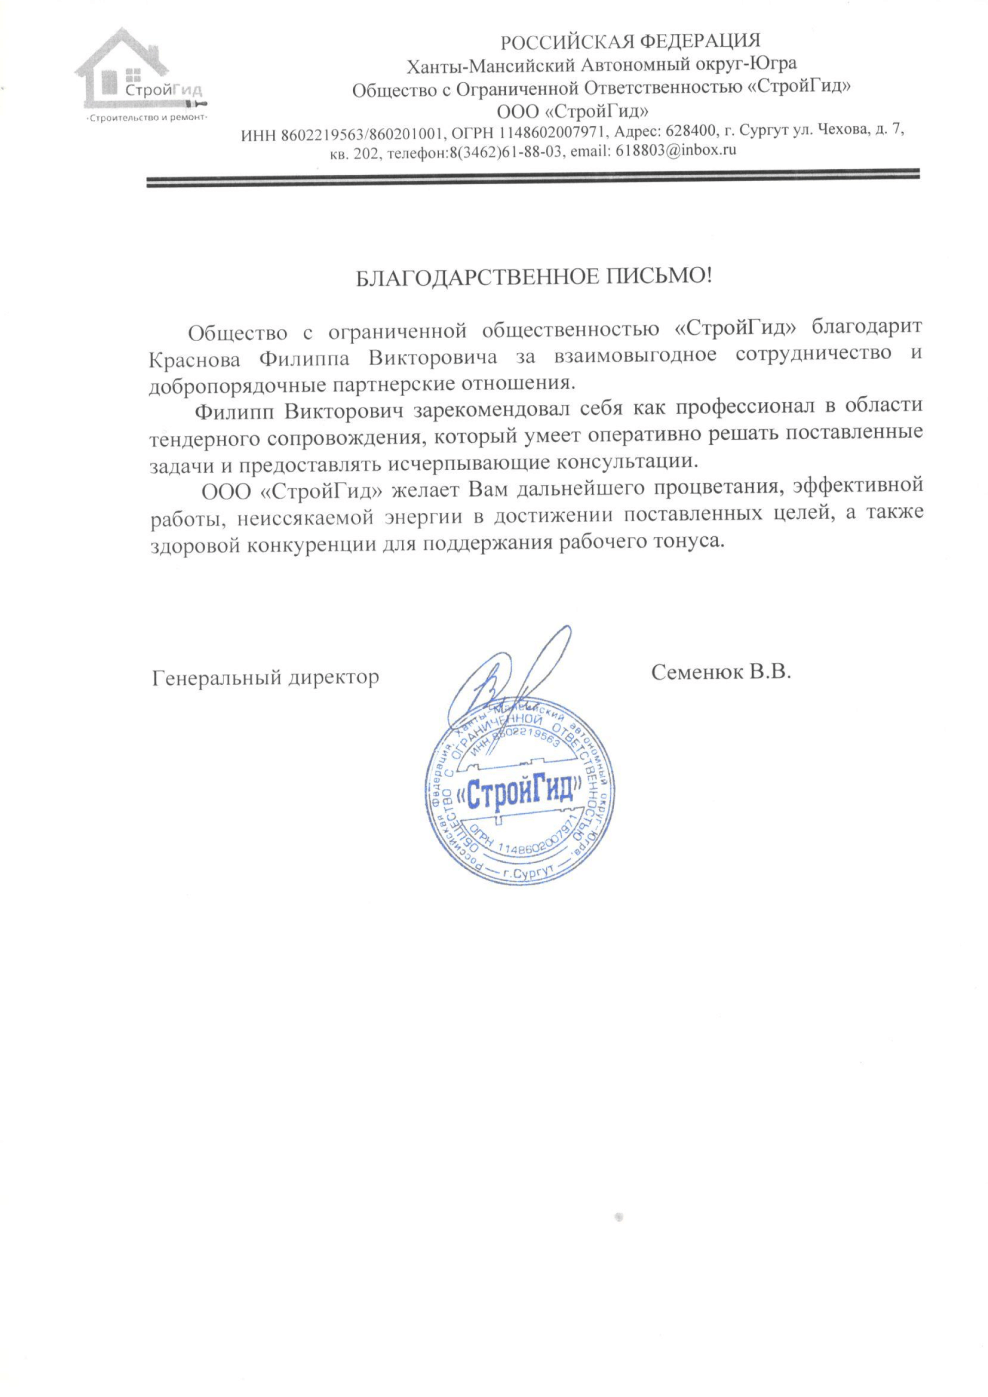 СтройГид
-Строительство и ремонт-
РОССИЙСКАЯ ФЕДЕРАЦИЯ
Ханты-Мансийский Автономный округ-Югра
Общество с Ограниченной Ответственностью «СтройГид»
ООО «СтройГид»
ИНН 8602219563/860201001, ОГРН 1148602007971, Адрес: 628400, г. Сургут ул. Чехова, д. 7,
кв. 202, телефон:8(3462)61-88-03, email: 618803@inbox.ru
БЛАГОДАРСТВЕННОЕ ПИСЬМО!
Общество с ограниченной общественностью «СтройГид» благодарит
Краснова Филиппа Викторовича за взаимовыгодное сотрудничество и
добропорядочные партнерские отношения.
Филипп Викторович зарекомендовал себя как профессионал в области
тендерного сопровождения, который умеет оперативно решать поставленные
задачи и предоставлять исчерпывающие консультации.
ООО «СтройГид» желает Вам дальнейшего процветания, эффективной
работы, неиссякаемой энергии в достижении поставленных целей, а также
здоровой конкуренции для поддержания рабочего тонуса.
Генеральный директор
Семенюк В.В.
Российская Федерация, Ханты-Мансийский автономный округ-Югра,
г.Сургут
ОБЩЕСТВО С ОГРАНИЧЕННОЙ ОТВЕТСТВЕННОСТЬЮ
ИНН 8602219563
«СтройГид»
ОГРН 1148602007971